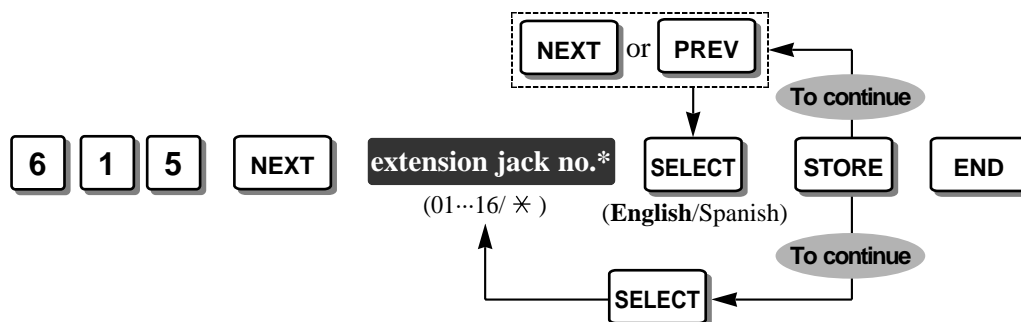 NEXT or PREV
To continue
6 1 5 NEXT extension jack no.* SELECT STORE END
(01···16/ ✳ ) (English/Spanish)
To continue
SELECT